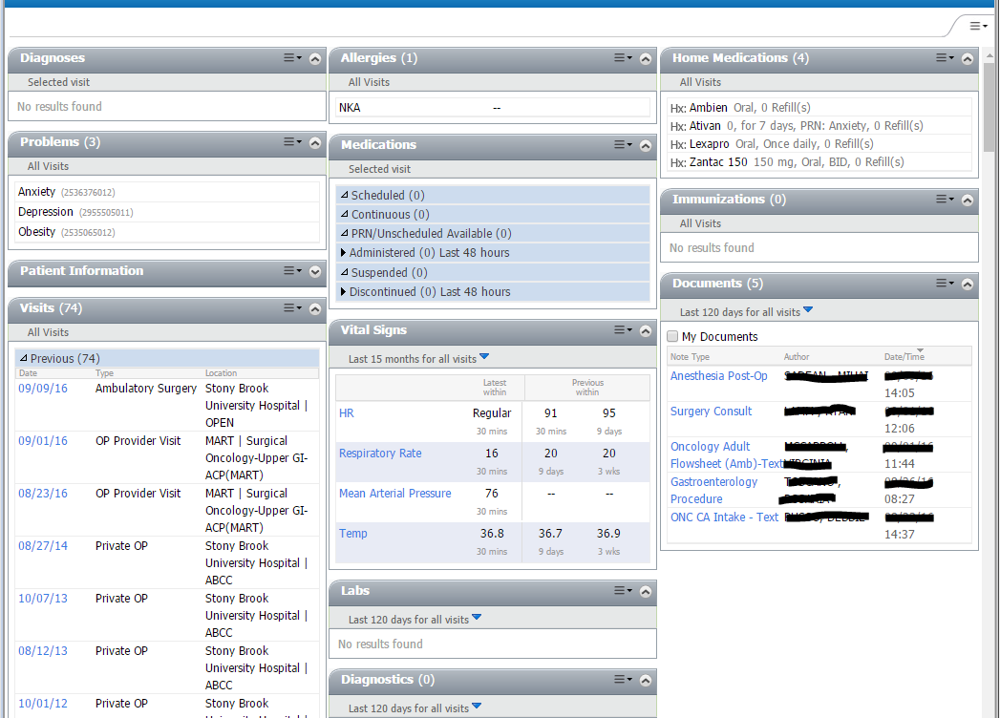 Diagnoses
Selected visit
No results found
Problems (3)
All Visits
Anxiety (2536376012)
Depression (2955505011)
Obesity (2535065012)
Patient Information
Visits (74)
All Visits
Previous (74)
Date Type Location
09/09/16 Ambulatory Surgery Stony Brook
University Hospital |
OPEN
09/01/16 OP Provider Visit MART | Surgical
Oncology-Upper GI-
ACP(MART)
08/23/16 OP Provider Visit MART | Surgical
Oncology-Upper GI-
ACP(MART)
08/27/14 Private OP Stony Brook
University Hospital |
ABCC
10/07/13 Private OP Stony Brook
University Hospital |
ABCC
08/12/13 Private OP Stony Brook
University Hospital |
ABCC
10/01/12 Private OP Stony Brook
Allergies (1)
All Visits
NKA --
Medications
Selected visit
Scheduled (0)
Continuous (0)
PRN/Unscheduled Available (0)
Administered (0) Last 48 hours
Suspended (0)
Discontinued (0) Last 48 hours
Vital Signs
Last 15 months for all visits
Latest Previous
within within
HR Regular 91 95
30 mins 30 mins 9 days
Respiratory Rate 16 20 20
30 mins 9 days 3 wks
Mean Arterial Pressure 76 -- --
30 mins
Temp 36.8 36.7 36.9
30 mins 9 days 3 wks
Labs
Last 120 days for all visits
No results found
Diagnostics (0)
Last 120 days for all visits
Home Medications (4)
All Visits
Hx: Ambien Oral, 0 Refill(s)
Hx: Ativan 0, for 7 days, PRN: Anxiety, 0 Refill(s)
Hx: Lexapro Oral, Once daily, 0 Refill(s)
Hx: Zantac 150 150 mg, Oral, BID, 0 Refill(s)
Immunizations (0)
All Visits
No results found
Documents (5)
Last 120 days for all visits
My Documents
Note Type Author Date/Time
Anesthesia Post-Op
14:05
Surgery Consult
12:06
Oncology Adult
Flowsheet (Amb)-Text 11:44
Gastroenterology
Procedure 08:27
ONC CA Intake - Text
14:37